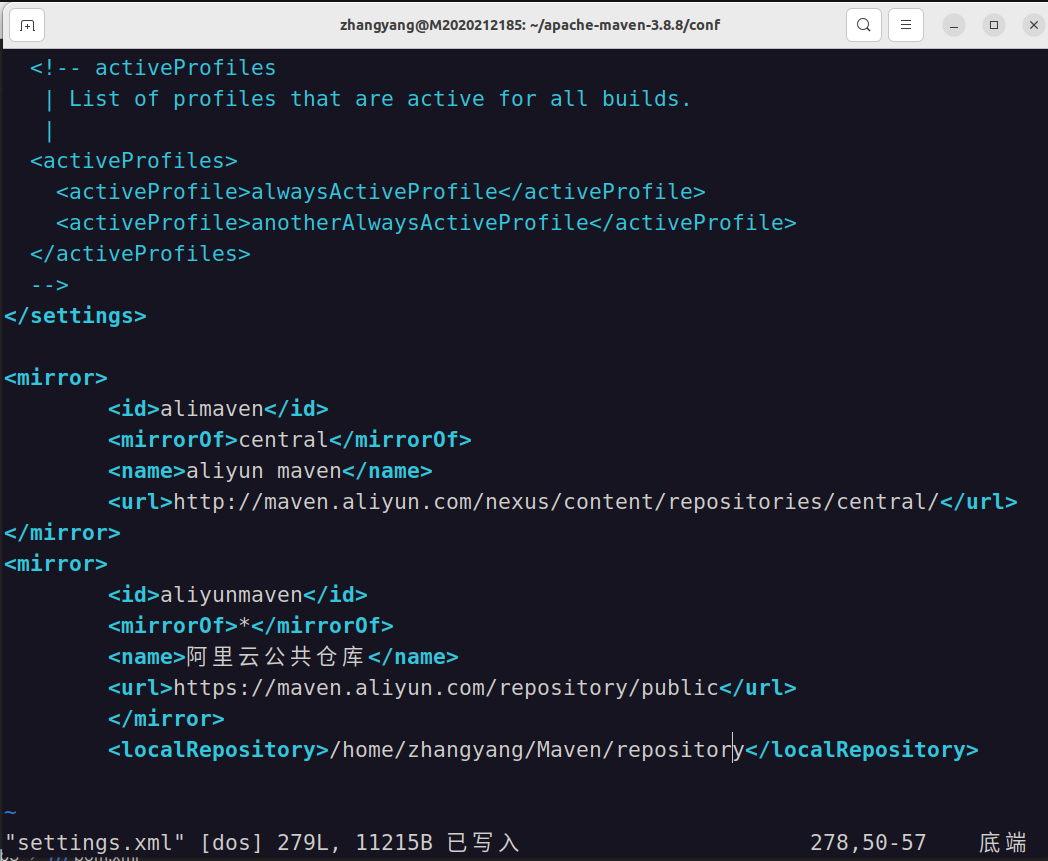 zhangyang@M2020212185: ~/apache-maven-3.8.8/conf
  <!-- activeProfiles
   | List of profiles that are active for all builds.
   |
  <activeProfiles>
    <activeProfile>alwaysActiveProfile</activeProfile>
    <activeProfile>anotherAlwaysActiveProfile</activeProfile>
  </activeProfiles>
  -->
</settings>

<mirror>
        <id>alimaven</id>
        <mirrorOf>central</mirrorOf>
        <name>aliyun maven</name>
        <url>http://maven.aliyun.com/nexus/content/repositories/central/</url>
</mirror>
<mirror>
        <id>aliyunmaven</id>
        <mirrorOf>*</mirrorOf>
        <name>阿里云公共仓库</name>
        <url>https://maven.aliyun.com/repository/public</url>
        </mirror>
        <localRepository>/home/zhangyang/Maven/repository</localRepository>

~
"settings.xml" [dos] 279L, 11215B 已写入 278,50-57 底端